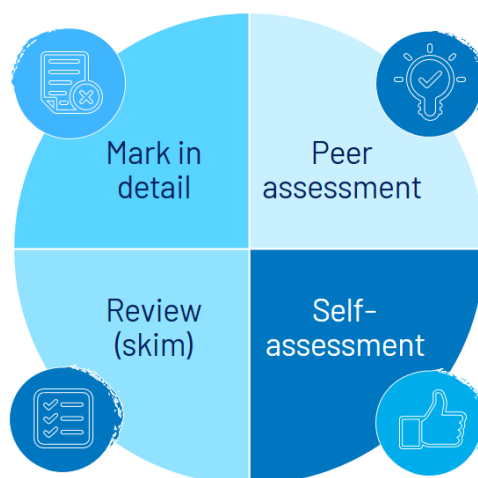 Mark in
detail
Peer
assessment
Review
(skim)
Self-
assessment